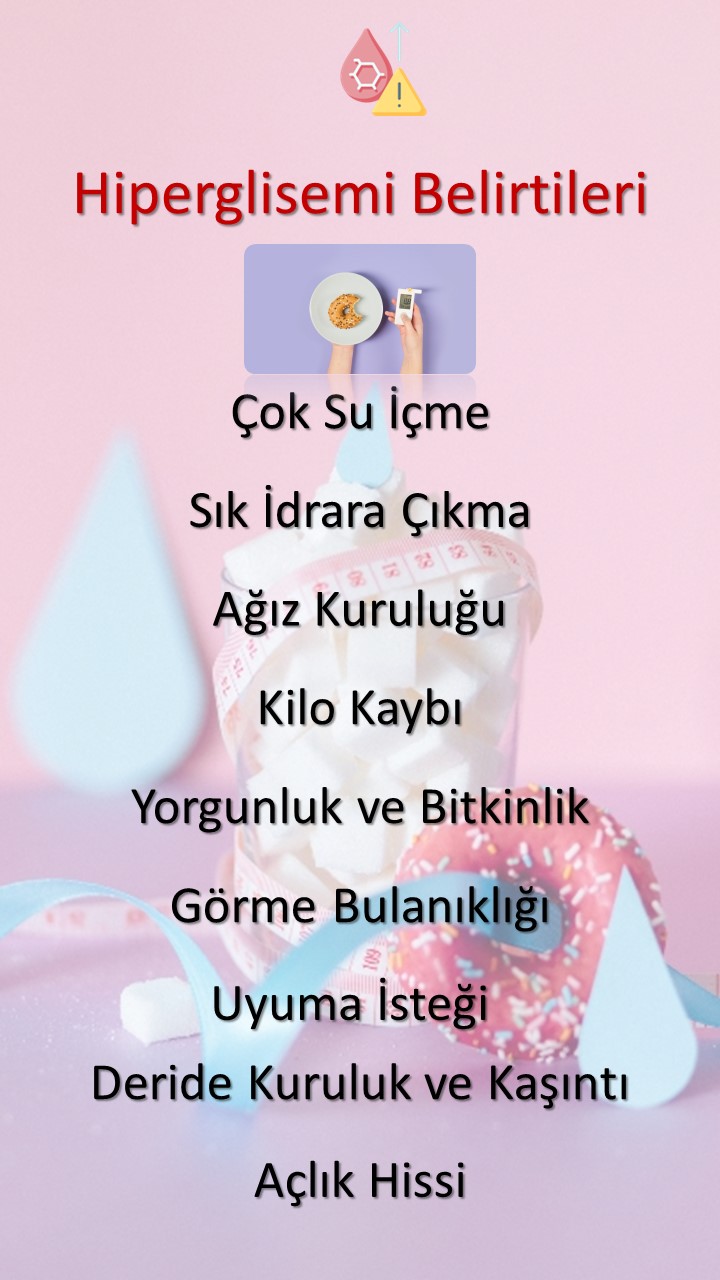 Hiperglisemi Belirtileri
Çok Su İçme
Sık İdrara Çıkma
Ağız Kuruluğu
Kilo Kaybı
Yorgunluk ve Bitkinlik
Görme Bulanıklığı
Uyuma İsteği
Deride Kuruluk ve Kaşıntı
Açlık Hissi